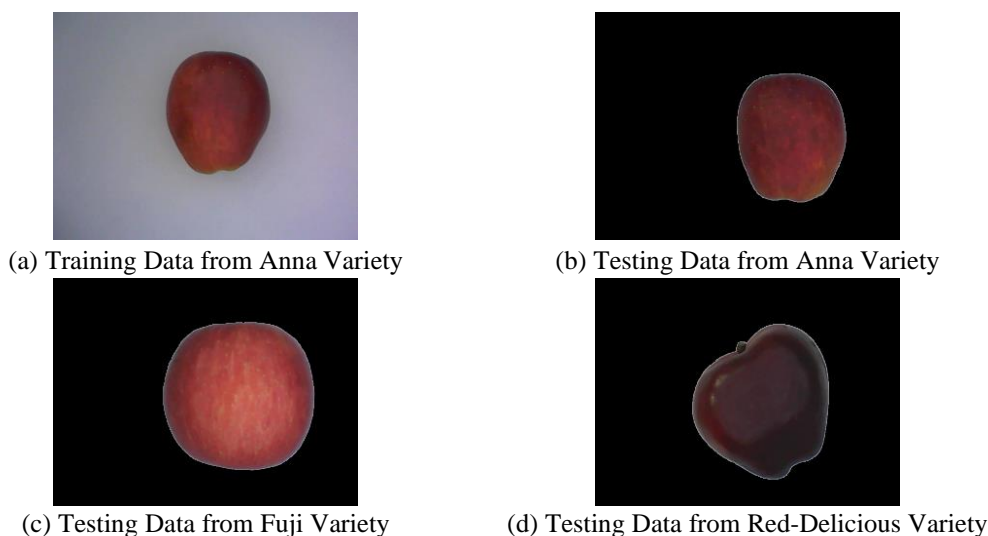 (a) Training Data from Anna Variety
(b) Testing Data from Anna Variety
(c) Testing Data from Fuji Variety
(d) Testing Data from Red-Delicious Variety